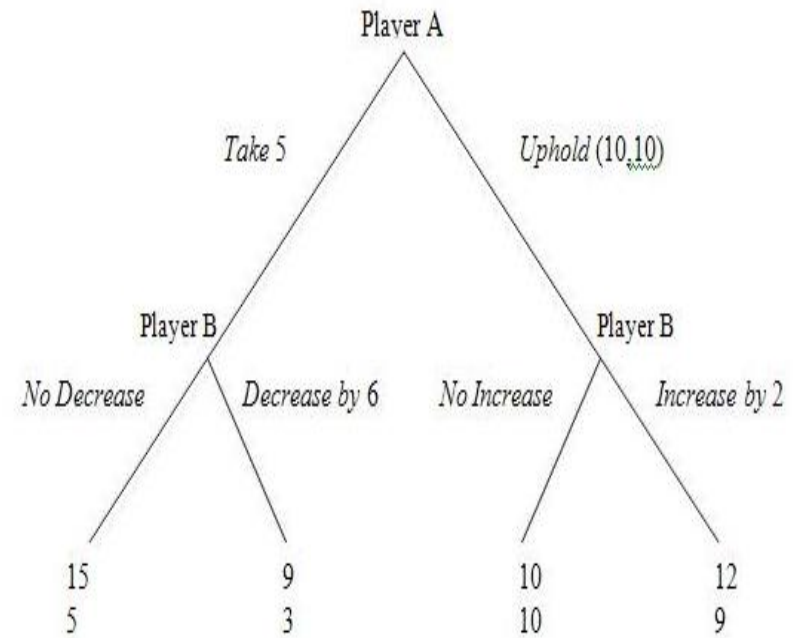 Player A
Take 5
Uphold (10,10)
Player B
Player B
No Decrease
Decrease by 6
No Increase
Increase by 2
15 9 10 12
5 3 10 9